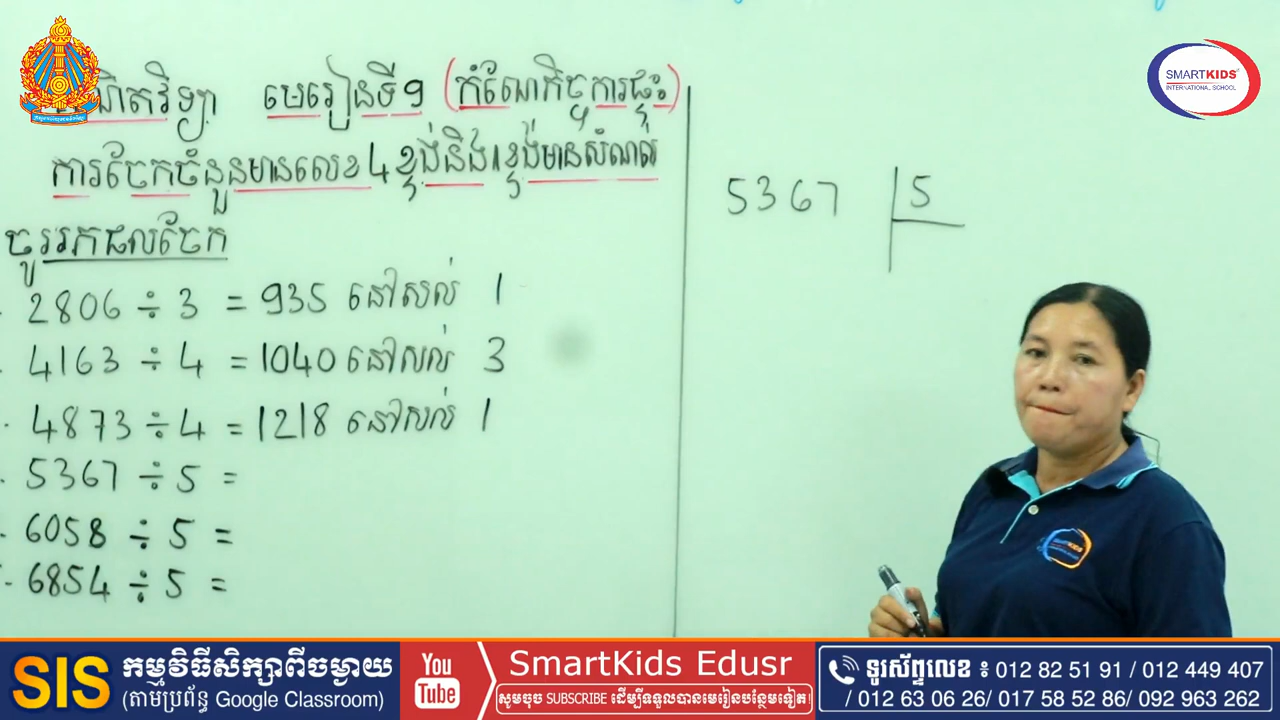 គណិតវិទ្យា មេរៀនទី១ (កំណែកិច្ចការផ្ទះ)
ការចែកចំនួនមានលេខ 4 ខ្ទង់និង១ខ្ទង់មានសំណល់
ចូររកផលចែក
2806 ÷ 3 = 935 នៅសល់ 1
4163 ÷ 4 = 1040 នៅសល់ 3
4873 ÷ 4 = 1218 នៅសល់ 1
5367 ÷ 5 =
6058 ÷ 5 =
6854 ÷ 5 =
5367 5
SMARTKIDS
INTERNATIONAL SCHOOL
SMARTKIDS
SIS កម្មវិធីសិក្សាពីចម្ងាយ
(តាមប្រព័ន្ធ Google Classroom)
You Tube
SmartKids Edusr
សូមចុច SUBSCRIBE ដើម្បីទទួលបានមេរៀនបន្ថែមទៀត!
ទូរស័ព្ទលេខ ៖ 012 82 51 91 / 012 449 407
/ 012 63 06 26/ 017 58 52 86/ 092 963 262